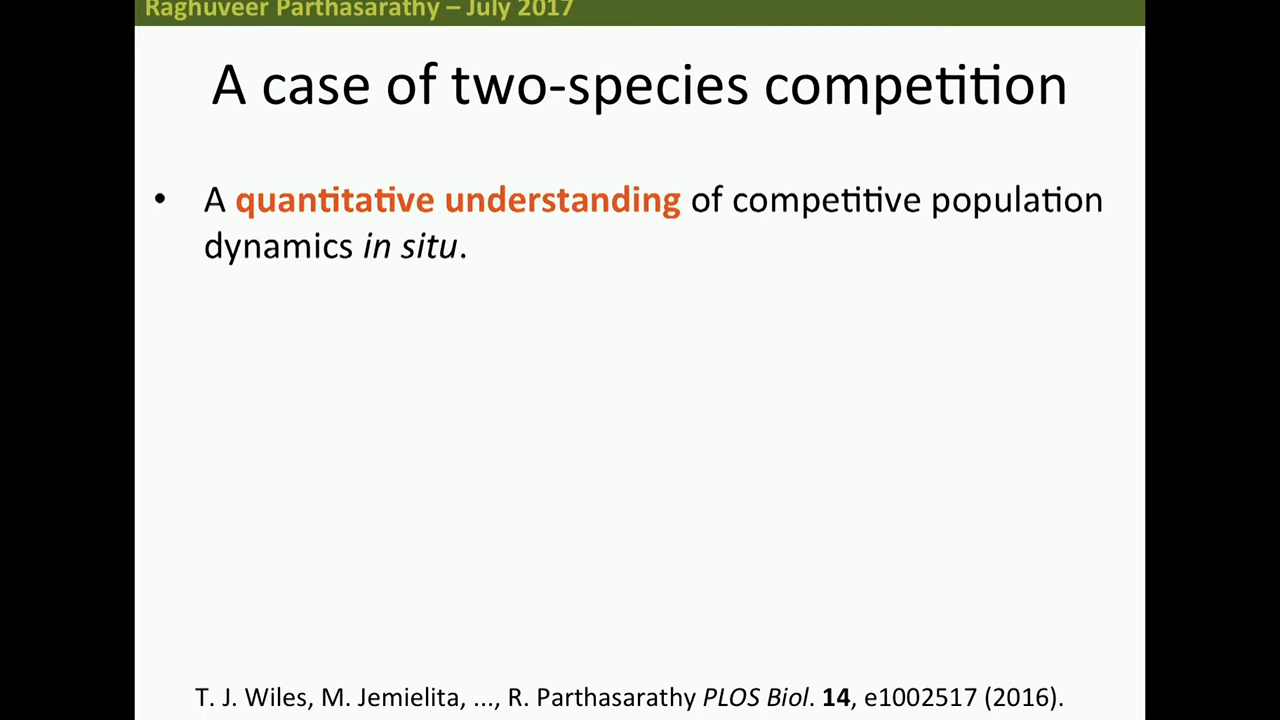 Raghuveer Parthasarathy – July 2017
A case of two-species competition
• A quantitative understanding of competitive population
dynamics in situ.
T. J. Wiles, M. Jemielita, ..., R. Parthasarathy PLOS Biol. 14, e1002517 (2016).